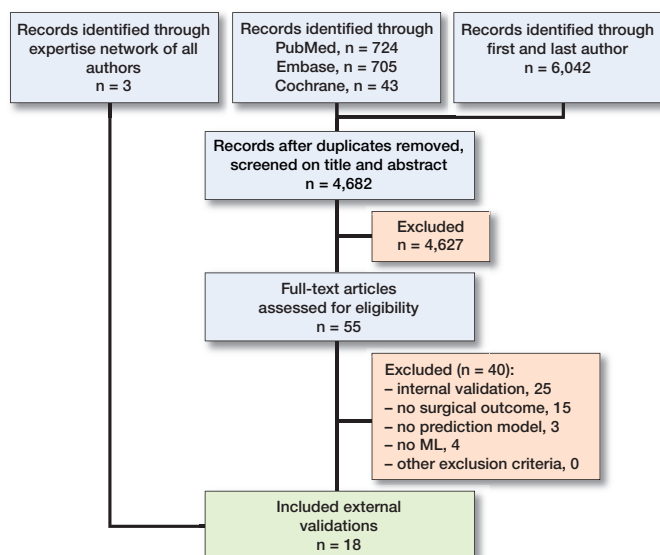 Records identified through
expertise network of all
authors
n = 3
Records identified through
PubMed, n = 724
Embase, n = 705
Cochrane, n = 43
Records identified through
first and last author
n = 6,042
Records after duplicates removed,
screened on title and abstract
n = 4,682
Excluded
n = 4,627
Full-text articles
assessed for eligibility
n = 55
Excluded (n = 40):
– internal validation, 25
– no surgical outcome, 15
– no prediction model, 3
– no ML, 4
– other exclusion criteria, 0
Included external
validations
n = 18